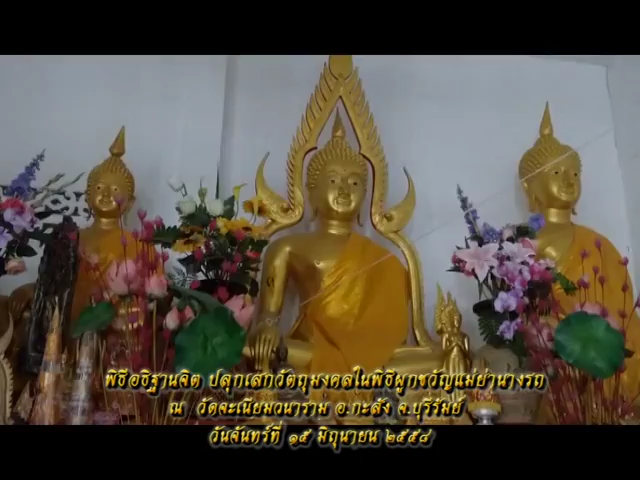 พิธีอธิฐานจิต ปลุกเสกวัตถุมงคลในพิธีผูกขวัญแม่ย่านางรถ
ณ วัดจะเนียมวนาราม อ.กะสัง จ.บุรีรัมย์
วันจันทร์ที่ ๑๕ มิถุนายน ๒๕๕๘